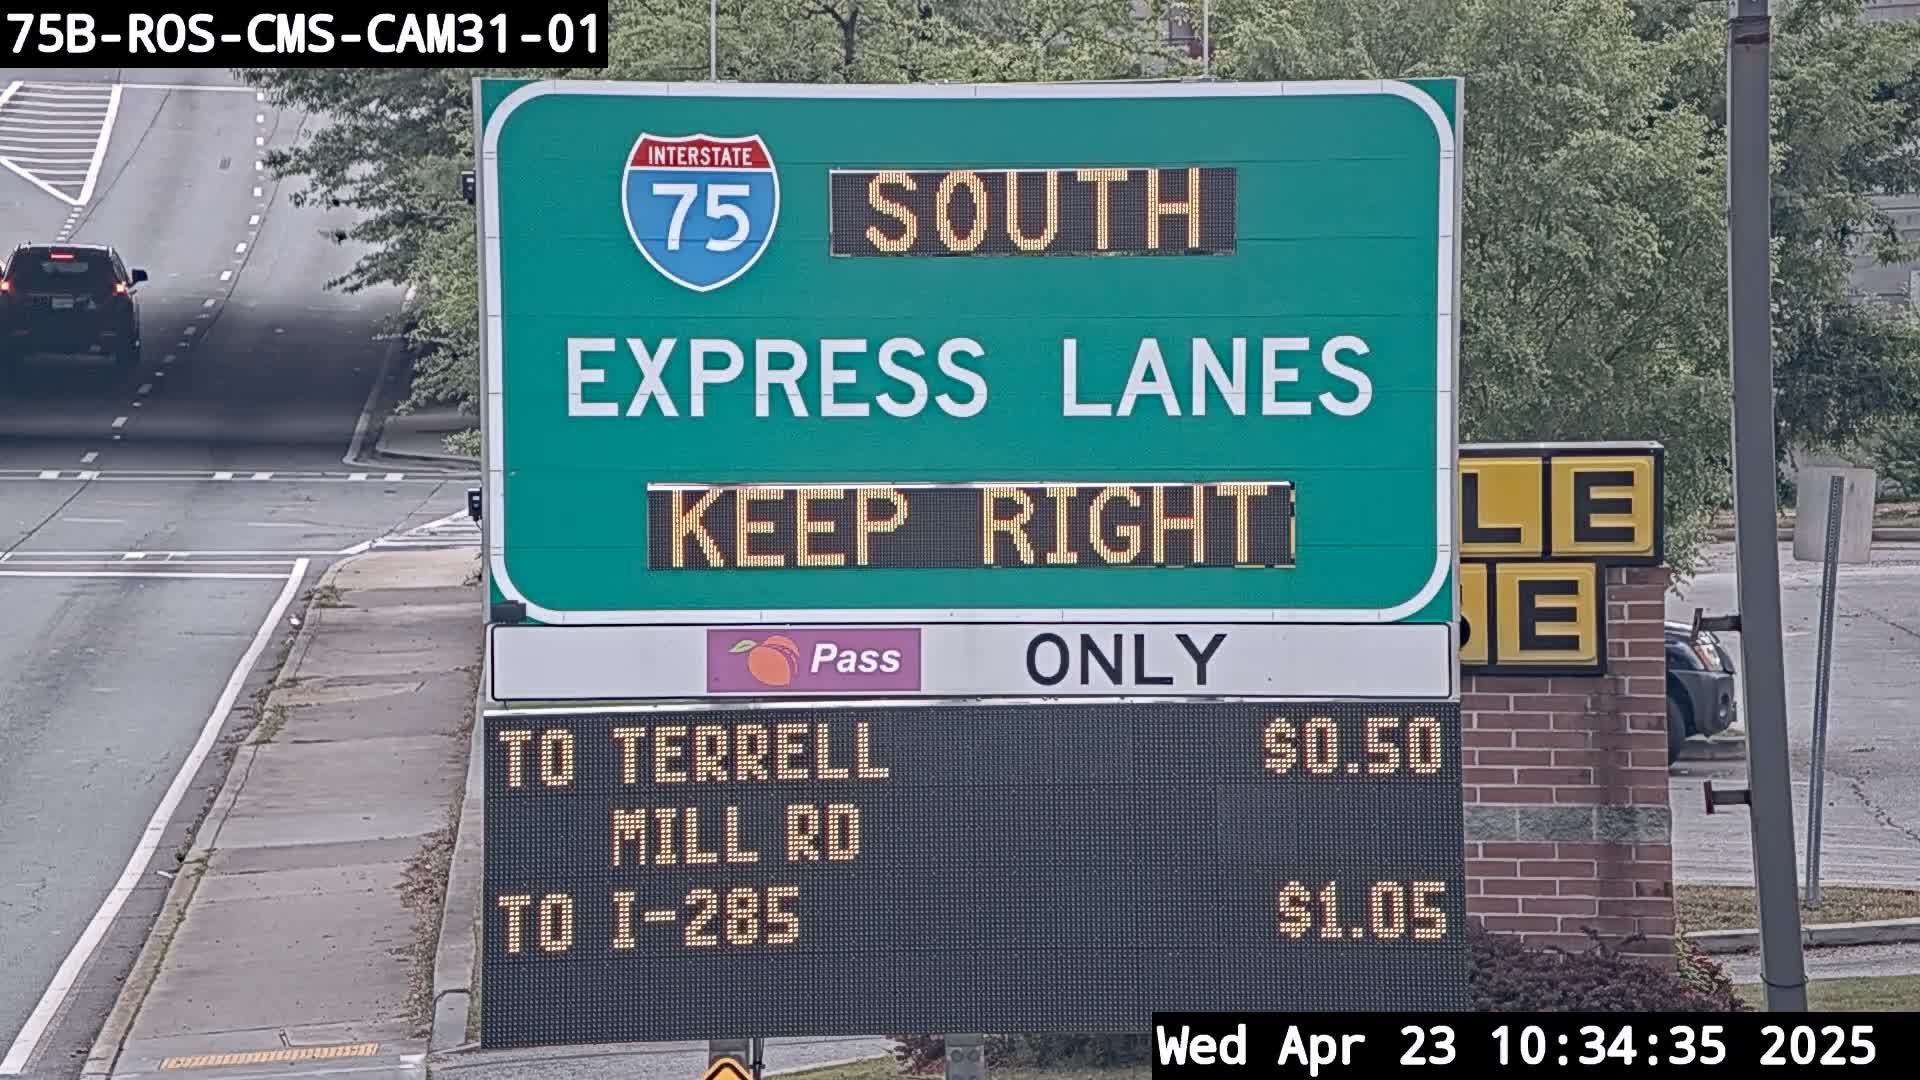 75B-ROS-CMS-CAM31-01
INTERSTATE
75
SOUTH
EXPRESS LANES
KEEP RIGHT
Pass ONLY
TO TERRELL $0.50
MILL RD
TO I-285 $1.05
LE
E
Wed Apr 23 10:34:35 2025